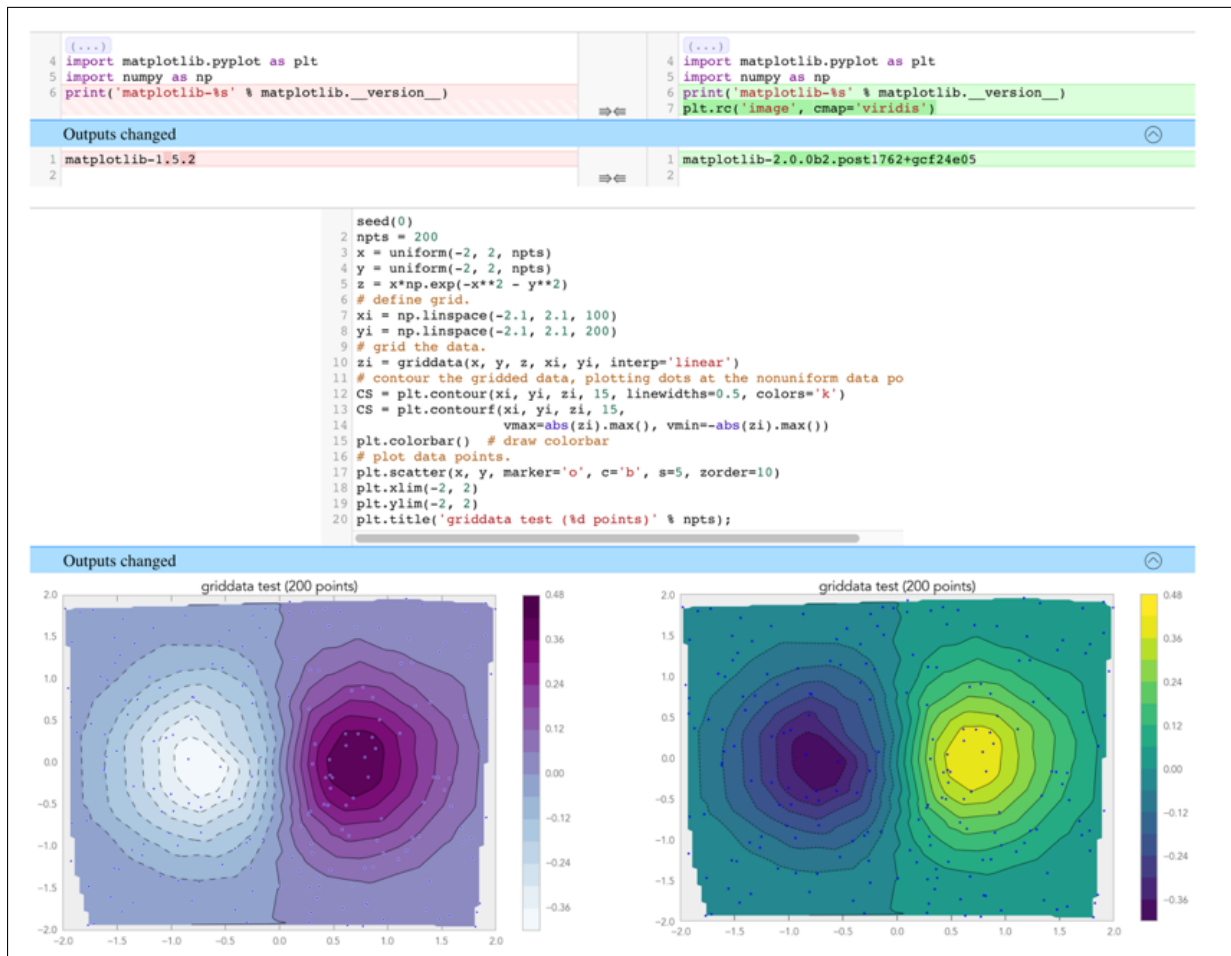 (...)
4 import matplotlib.pyplot as plt
5 import numpy as np
6 print('matplotlib-%s' % matplotlib.__version__)
(...)
4 import matplotlib.pyplot as plt
5 import numpy as np
6 print('matplotlib-%s' % matplotlib.__version__)
7 plt.rc('image', cmap='viridis')
Outputs changed
1 matplotlib-1.5.2
2
1 matplotlib-2.0.0b2.post1762+gcf24e05
2
seed(0)
2 npts = 200
3 x = uniform(-2, 2, npts)
4 y = uniform(-2, 2, npts)
5 z = x*np.exp(-x**2 - y**2)
6 # define grid.
7 xi = np.linspace(-2.1, 2.1, 100)
8 yi = np.linspace(-2.1, 2.1, 200)
9 # grid the data.
10 zi = griddata(x, y, z, xi, yi, interp='linear')
11 # contour the gridded data, plotting dots at the nonuniform data po
12 CS = plt.contour(xi, yi, zi, 15, linewidths=0.5, colors='k')
13 CS = plt.contourf(xi, yi, zi, 15,
14 vmax=abs(zi).max(), vmin=-abs(zi).max())
15 plt.colorbar()  # draw colorbar
16 # plot data points.
17 plt.scatter(x, y, marker='o', c='b', s=5, zorder=10)
18 plt.xlim(-2, 2)
19 plt.ylim(-2, 2)
20 plt.title('griddata test (%d points)' % npts);
Outputs changed
griddata test (200 points)
2.0
1.5
1.0
0.5
0.0
−0.5
−1.0
−1.5
−2.0
−2.0 −1.5 −1.0 −0.5 0.0 0.5 1.0 1.5 2.0
0.48
0.36
0.24
0.12
0.00
−0.12
−0.24
−0.36
griddata test (200 points)
2.0
1.5
1.0
0.5
0.0
−0.5
−1.0
−1.5
−2.0
−2.0 −1.5 −1.0 −0.5 0.0 0.5 1.0 1.5 2.0
0.48
0.36
0.24
0.12
0.00
−0.12
−0.24
−0.36